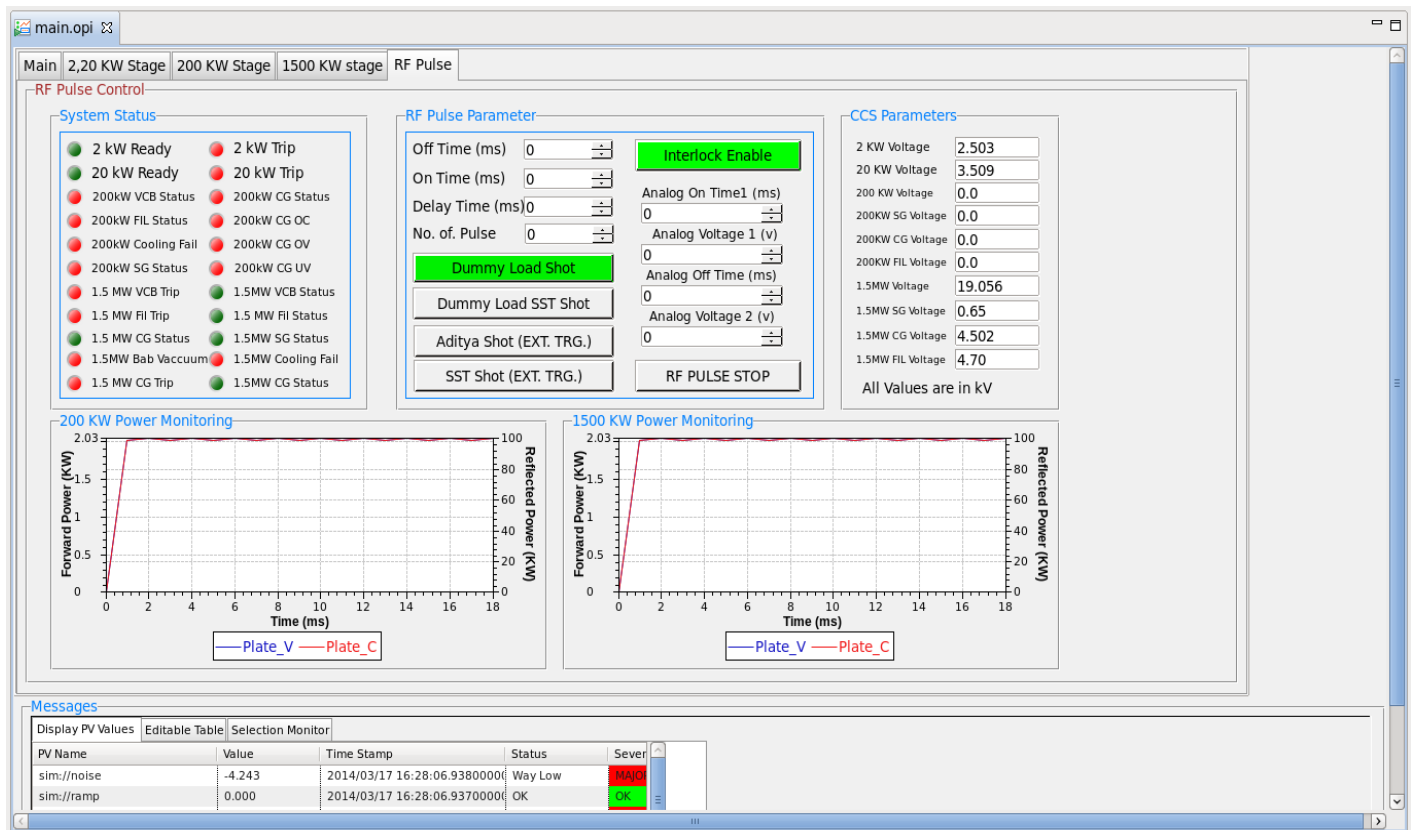 main.opi
Main 2,20 KW Stage 200 KW Stage 1500 KW stage RF Pulse
RF Pulse Control
System Status
2 kW Ready 2 kW Trip
20 kW Ready 20 kW Trip
200kW VCB Status 200kW CG Status
200kW FIL Status 200kW CG OC
200kW Cooling Fail 200kW CG OV
200kW SG Status 200kW CG UV
1.5 MW VCB Trip 1.5MW VCB Status
1.5 MW Fil Trip 1.5 MW Fil Status
1.5 MW CG Status 1.5MW SG Status
1.5MW Bab Vaccuum 1.5MW Cooling Fail
1.5 MW CG Trip 1.5MW CG Status
RF Pulse Parameter
Off Time (ms) 0
On Time (ms) 0
Delay Time (ms) 0
No. of. Pulse 0
Dummy Load Shot
Dummy Load SST Shot
Aditya Shot (EXT. TRG.)
SST Shot (EXT. TRG.)
Interlock Enable
Analog On Time1 (ms)
0
Analog Voltage 1 (v)
0
Analog Off Time (ms)
0
Analog Voltage 2 (v)
0
RF PULSE STOP
CCS Parameters
2 KW Voltage 2.503
20 KW Voltage 3.509
200 KW Voltage 0.0
200KW SG Voltage 0.0
200KW CG Voltage 0.0
200KW FIL Voltage 0.0
1.5MW Voltage 19.056
1.5MW SG Voltage 0.65
1.5MW CG Voltage 4.502
1.5MW FIL Voltage 4.70
All Values are in kV
200 KW Power Monitoring
Forward Power (KW)
2.03
1.5
1
0.5
0
100
80
60
40
20
0
Reflected Power (KW)
0 2 4 6 8 10 12 14 16 18
Time (ms)
Plate_V Plate_C
1500 KW Power Monitoring
Forward Power (KW)
2.03
1.5
1
0.5
0
100
80
60
40
20
0
Reflected Power (KW)
0 2 4 6 8 10 12 14 16 18
Time (ms)
Plate_V Plate_C
Messages
Display PV Values Editable Table Selection Monitor
PV Name Value Time Stamp Status Sever
sim://noise -4.243 2014/03/17 16:28:06.93800000 Way Low MAJOR
sim://ramp 0.000 2014/03/17 16:28:06.93700000 OK OK